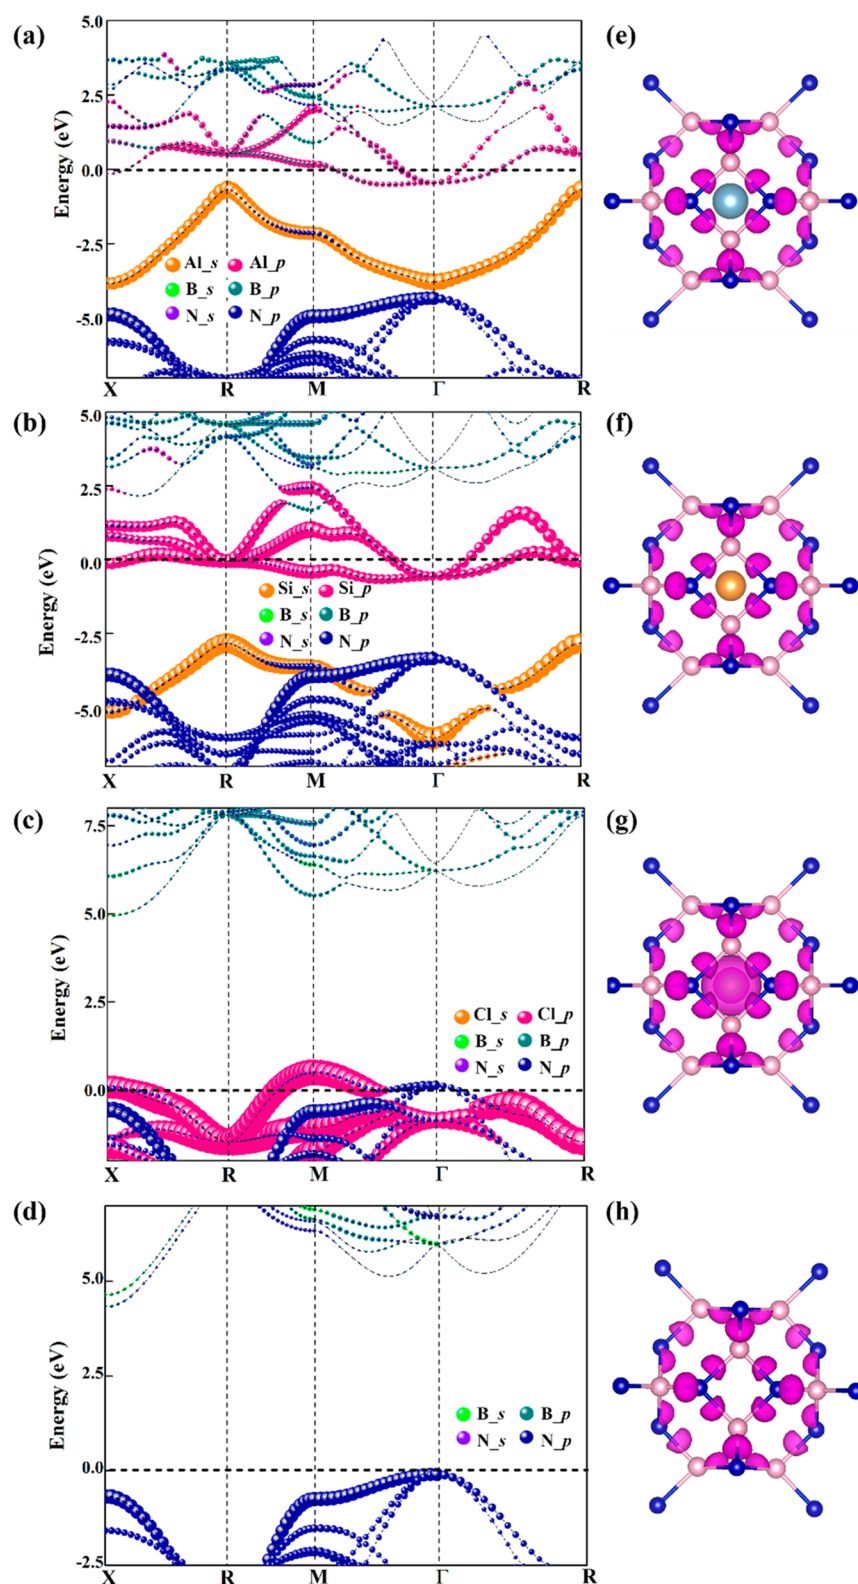 (a)
5.0
2.5
0.0
-2.5
-5.0
Energy (eV)
Al_s Al_p
B_s B_p
N_s N_p
X R M Γ R
(e)
(b)
5.0
2.5
0.0
-2.5
-5.0
Energy (eV)
Si_s Si_p
B_s B_p
N_s N_p
X R M Γ R
(f)
(c)
7.5
5.0
2.5
0.0
Energy (eV)
Cl_s Cl_p
B_s B_p
N_s N_p
X R M Γ R
(g)
(d)
5.0
2.5
0.0
-2.5
Energy (eV)
B_s B_p
N_s N_p
X R M Γ R
(h)